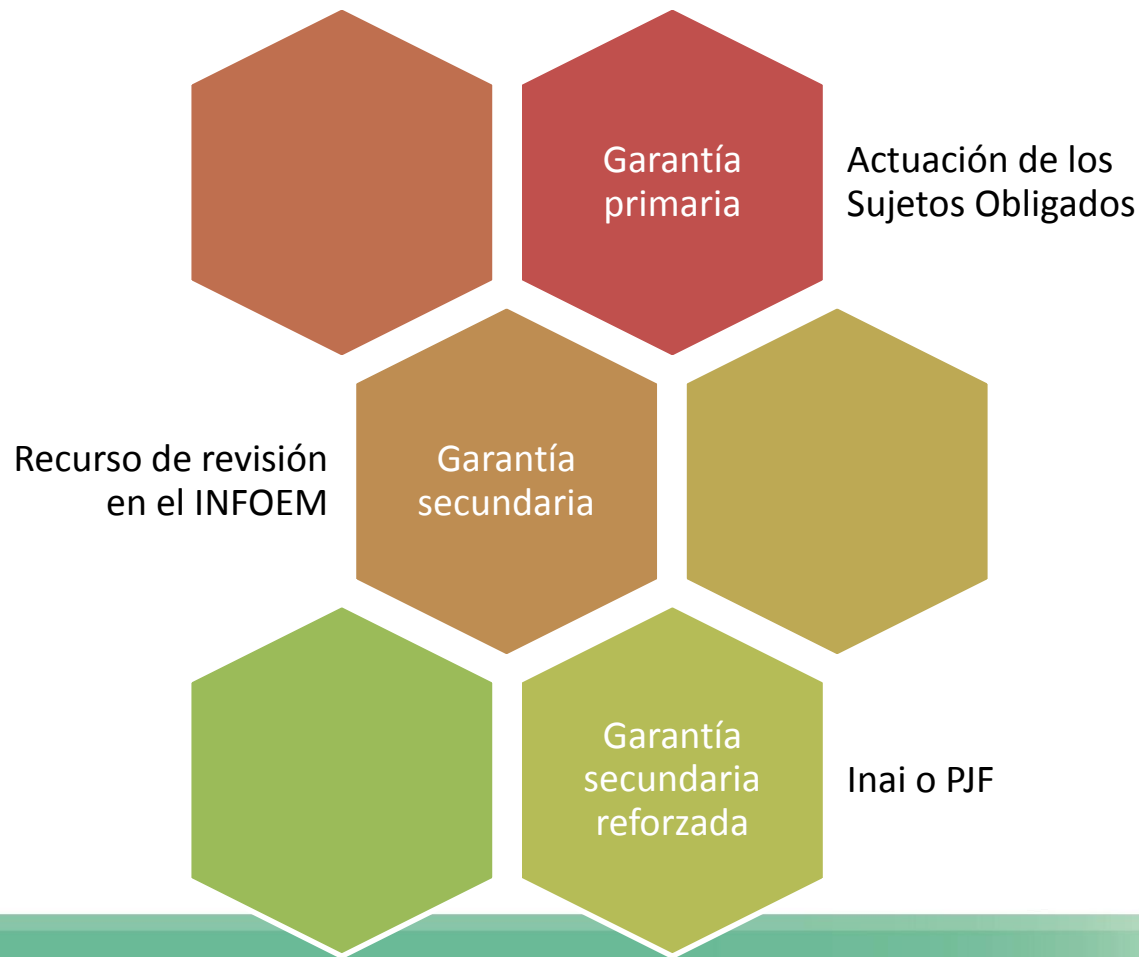 Garantía
primaria
Actuación de los
Sujetos Obligados
Recurso de revisión
en el INFOEM
Garantía
secundaria
Garantía
secundaria
reforzada
Inai o PJF